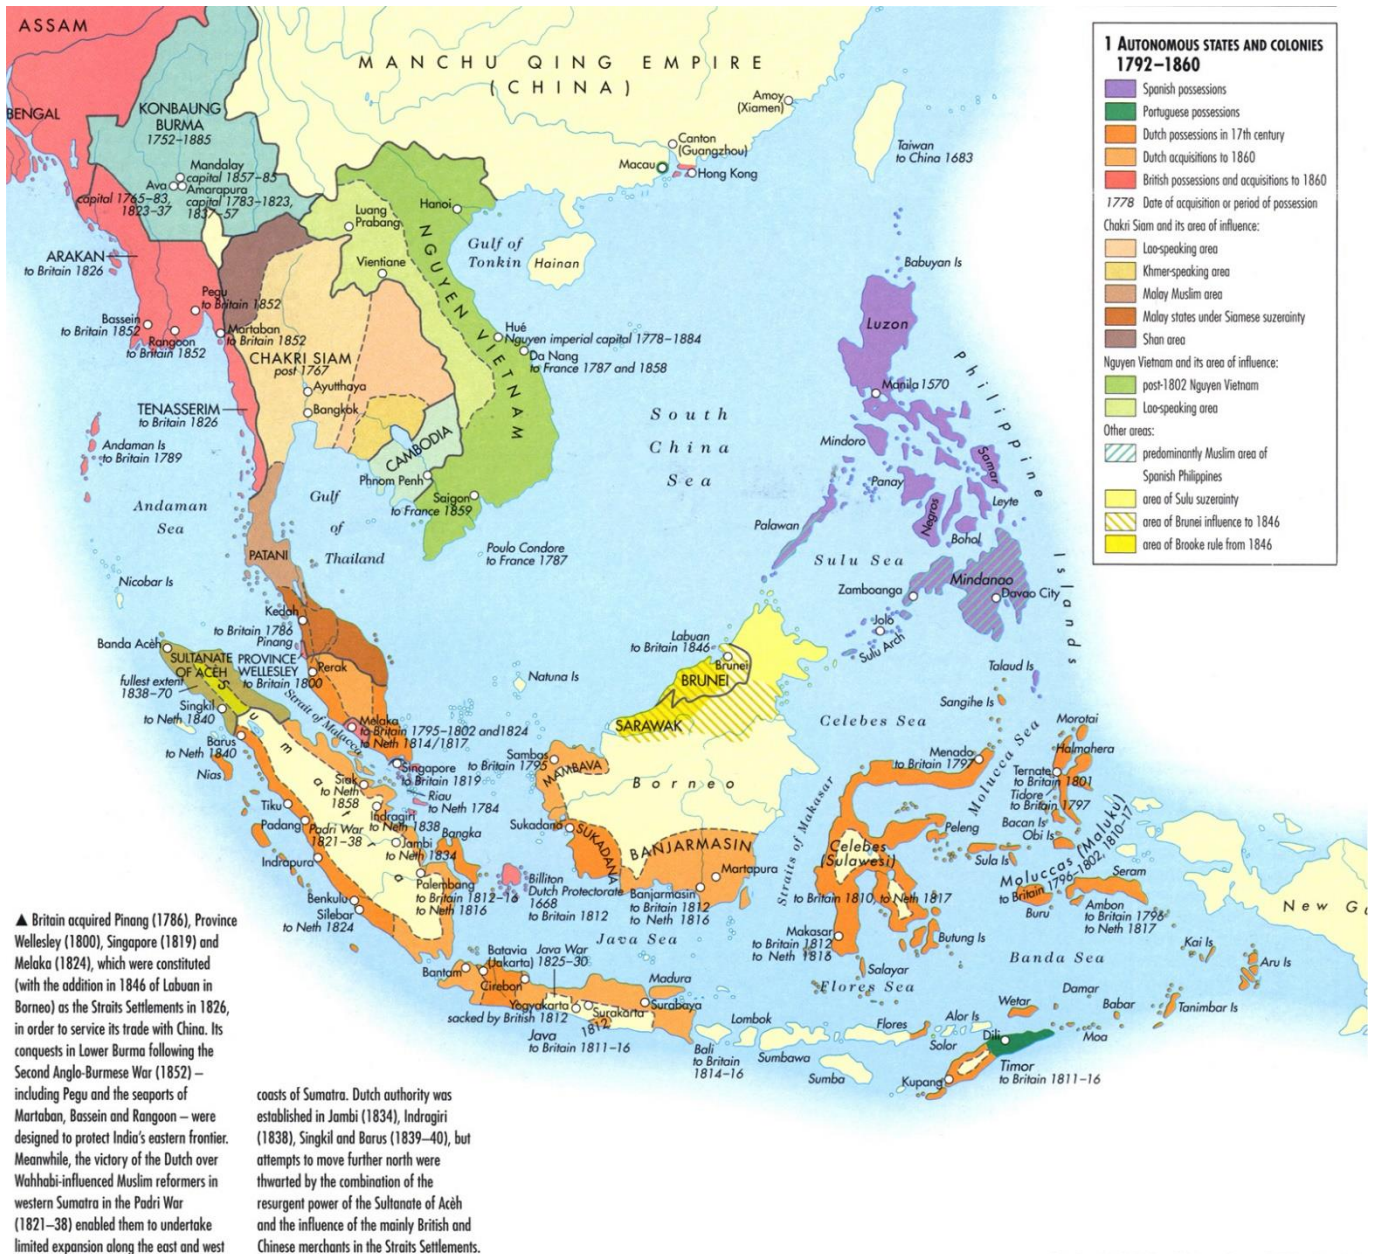 ASSAM
MANCHU QING EMPIRE
(CHINA)
BENGAL
KONBAUNG
BURMA
1752–1885
Mandalay
capital 1857–85
Ava
capital 1765–83,
1823–37
Amarapura
capital 1783–1823,
1837–57
Amoy
(Xiamen)
Canton
(Guangzhou)
Macau
Hong Kong
Taiwan
to China 1683
Luang
Prabang
Hanoi
Gulf of
Tonkin
Hainan
ARAKAN
to Britain 1826
Vientiane
NGUYEN VIETNAM
Babuyan Is
Pegu
to Britain 1852
Bassein
to Britain 1852
Rangoon
to Britain 1852
Martaban
to Britain 1852
Hué
Nguyen imperial capital 1778–1884
Da Nang
to France 1787 and 1858
Luzon
CHAKRI SIAM
post 1767
Ayutthaya
Bangkok
Manila 1570
Philippine Islands
TENASSERIM
to Britain 1826
Andaman Is
to Britain 1789
CAMBODIA
Phnom Penh
South
China
Sea
Mindoro
Samar
Panay
Leyte
Negros
Bohol
Andaman
Sea
Gulf
of
Thailand
Saigon
to France 1859
Poulo Condore
to France 1787
Palawan
Sulu Sea
PATANI
Nicobar Is
Mindanao
Zamboanga
Davao City
Jolo
Sulu Arch
Kedah
to Britain 1786
Pinang
Banda Acèh
SULTANATE
OF ACÈH
fullest extent
1838–70
PROVINCE
WELLESLEY
to Britain 1800
Perak
Labuan
to Britain 1846
Brunei
BRUNEI
SARAWAK
Talaud Is
Sangihe Is
Natuna Is
Singkil
to Neth 1840
Strait of Malacca
Melaka
to Britain 1795–1802 and 1824
to Neth 1814/1817
Celebes Sea
Morotai
Halmahera
Barus
to Neth 1840
Nias
Sumatra
Singapore
to Britain 1819
Siak
to Neth
1858
Riau
to Neth 1784
Sambas
to Britain 1795
MAMBAVA
Borneo
Menado
to Britain 1797
Molucca Sea
Ternate
to Britain 1801
Tidore
to Britain 1797
Bacan Is
Obi Is
Tiku
Padang
Padri War
1821–38
Indragiri
to Neth 1838
Jambi
to Neth 1834
Bangka
Sukadana
SUKADANA
BANJARMASIN
Straits of Makasar
Celebes
(Sulawesi)
to Britain 1810, to Neth 1817
Peleng
Sula Is
Moluccas (Maluku)
to Britain 1796–1802, 1810–17
Seram
Indrapura
Palembang
to Britain 1812–16
to Neth 1816
Billiton
Dutch Protectorate
1668
to Britain 1812
Martapura
Banjarmasin
to Britain 1812
to Neth 1816
Buru
Ambon
to Britain 1796
to Neth 1817
New Gu
Benkulu
Silebar
to Neth 1824
Java Sea
Makasar
to Britain 1812
to Neth 1816
Butung Is
Banda Sea
Kai Is
Aru Is
Batavia
(Jakarta)
Java War
1825–30
Bantam
Cirebon
Madura
Salayar
Flores Sea
Yogyakarta
sacked by British 1812
Surakarta
1812
Surabaya
Java
to Britain 1811–16
Damar
Babar
Tanimbar Is
Wetar
Moa
Bali
to Britain
1814–16
Lombok
Sumbawa
Sumba
Flores
Alor Is
Solor
Dili
Timor
to Britain 1811–16
Kupang
1 AUTONOMOUS STATES AND COLONIES
1792–1860
Spanish possessions
Portuguese possessions
Dutch possessions in 17th century
Dutch acquisitions to 1860
British possessions and acquisitions to 1860
1778 Date of acquisition or period of possession
Chakri Siam and its area of influence:
Lao-speaking area
Khmer-speaking area
Malay Muslim area
Malay states under Siamese suzerainty
Shan area
Nguyen Vietnam and its area of influence:
post-1802 Nguyen Vietnam
Lao-speaking area
Other areas:
predominantly Muslim area of
Spanish Philippines
area of Sulu suzerainty
area of Brunei influence to 1846
area of Brooke rule from 1846
▲ Britain acquired Pinang (1786), Province
Wellesley (1800), Singapore (1819) and
Melaka (1824), which were constituted
(with the addition in 1846 of Labuan in
Borneo) as the Straits Settlements in 1826,
in order to service its trade with China. Its
conquests in Lower Burma following the
Second Anglo-Burmese War (1852) –
including Pegu and the seaports of
Martaban, Bassein and Rangoon – were
designed to protect India's eastern frontier.
Meanwhile, the victory of the Dutch over
Wahhabi-influenced Muslim reformers in
western Sumatra in the Padri War
(1821–38) enabled them to undertake
limited expansion along the east and west
coasts of Sumatra. Dutch authority was
established in Jambi (1834), Indragiri
(1838), Singkil and Barus (1839–40), but
attempts to move further north were
thwarted by the combination of the
resurgent power of the Sultanate of Acèh
and the influence of the mainly British and
Chinese merchants in the Straits Settlements.